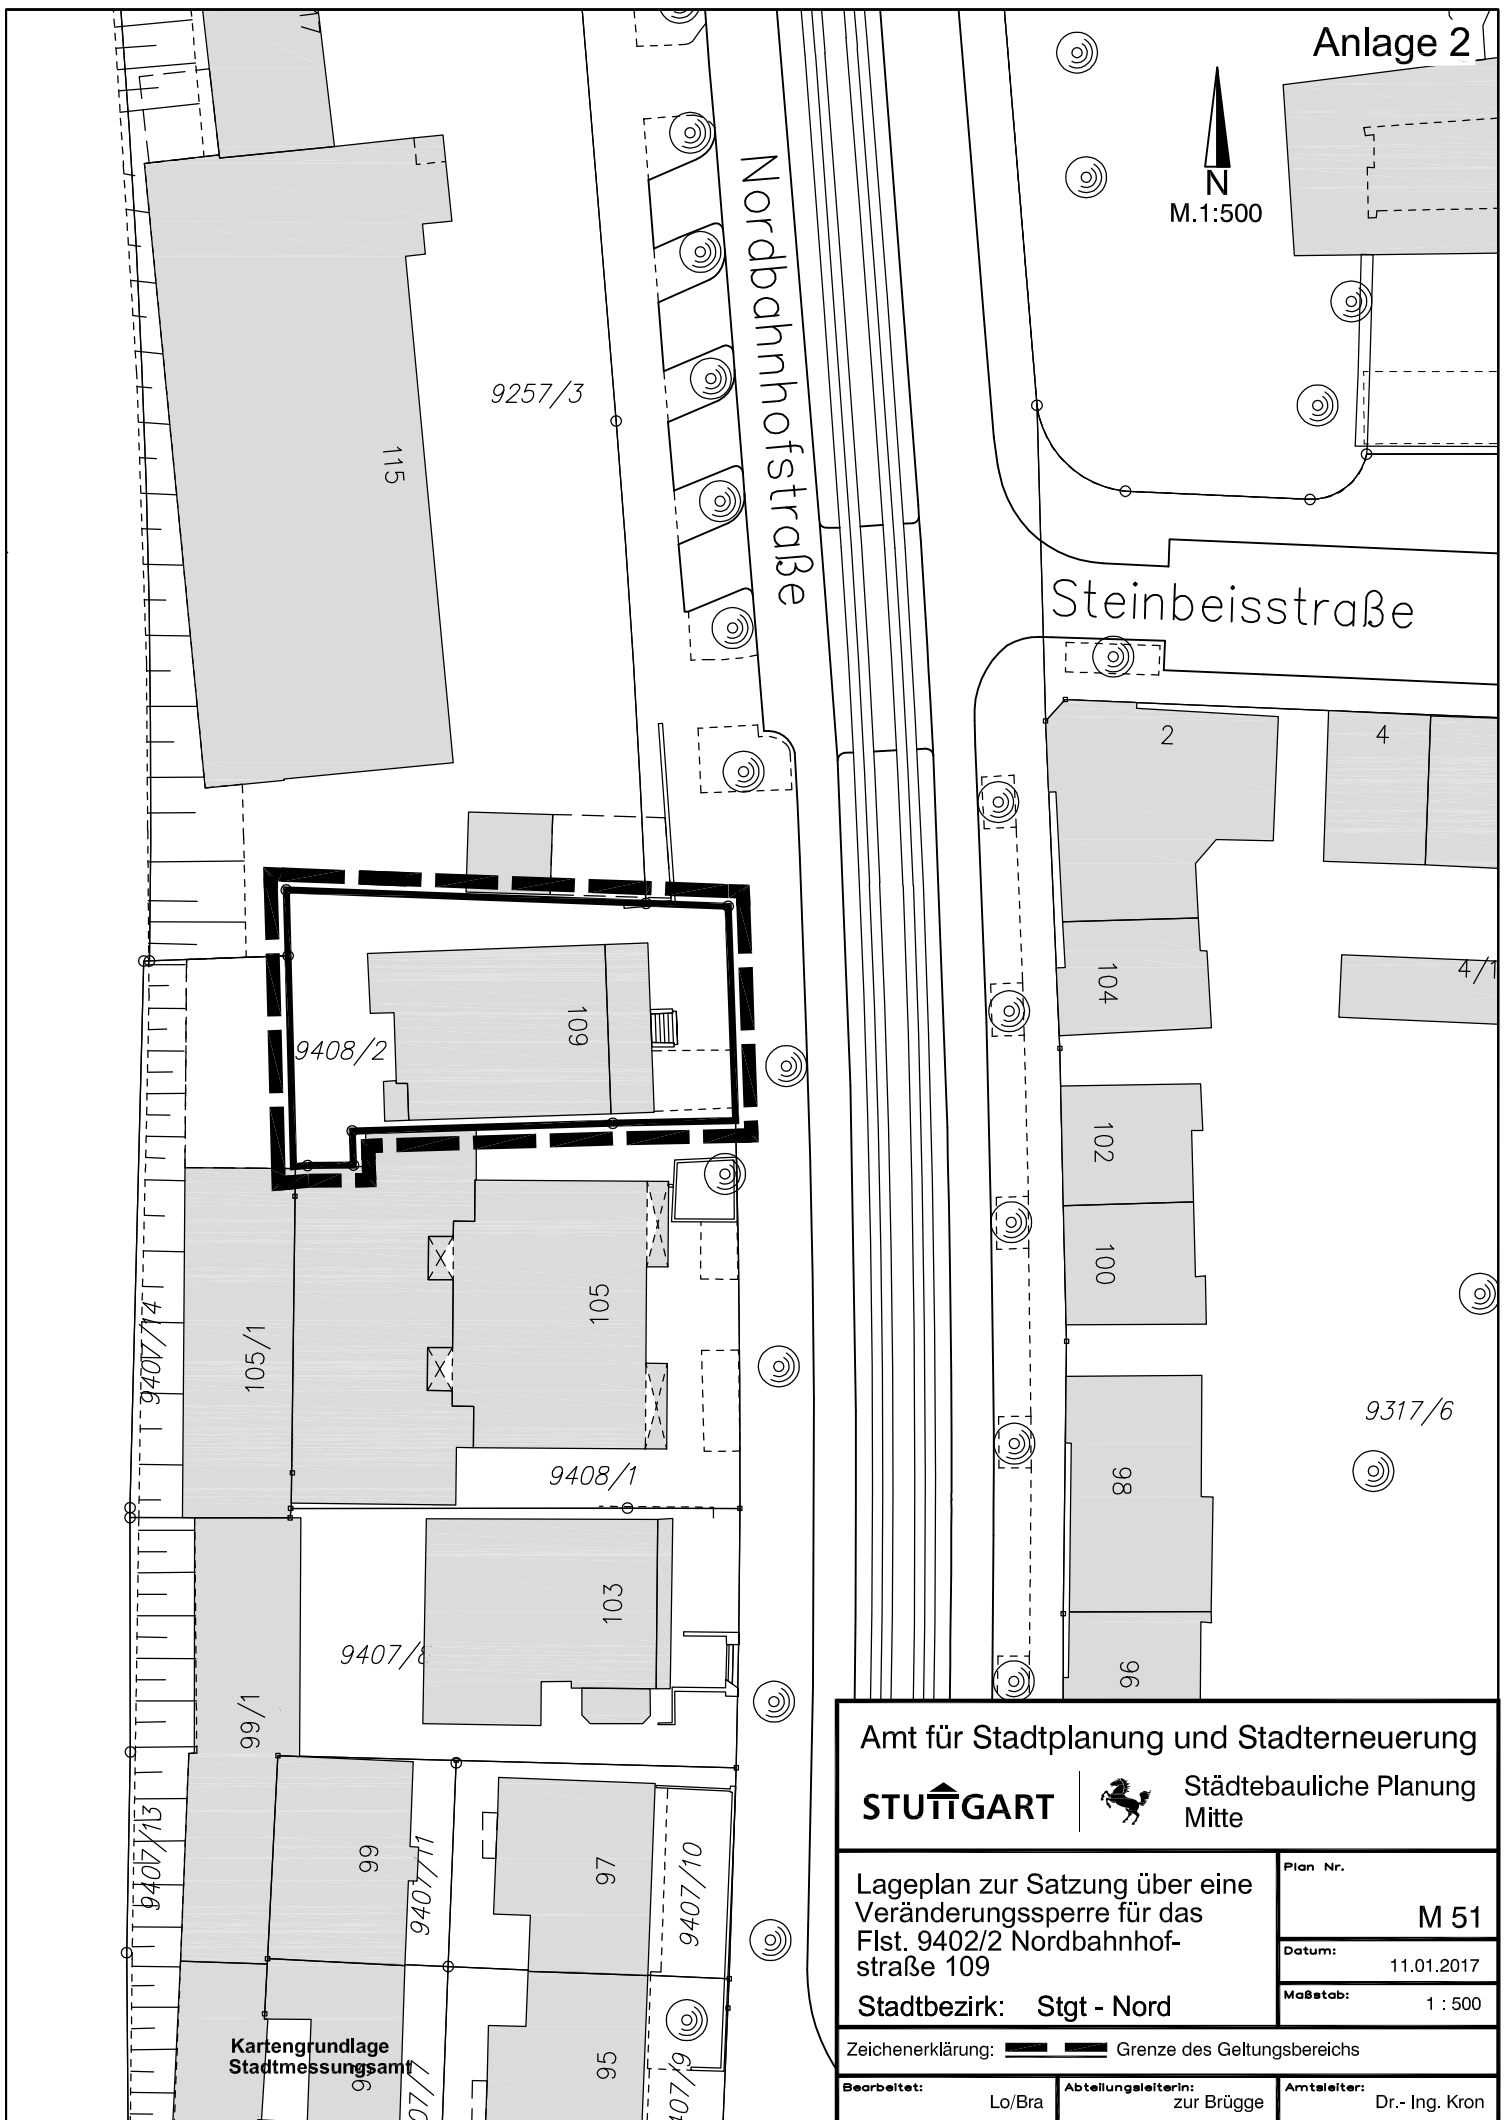 Anlage 2
N
M.1:500
Nordbahnhofstraße
9257/3
115
Steinbeisstraße
2
4
4/1
104
109
9408/2
102
100
105
105/1
9407/14
9317/6
98
9408/1
103
9407/8
96
99/1
99
9407/11
97
9407/10
9407/13
95
Kartengrundlage
Stadtmessungsamt
Amt für Stadtplanung und Stadterneuerung
STUTTGART
Städtebauliche Planung
Mitte
Lageplan zur Satzung über eine
Veränderungssperre für das
Flst. 9402/2 Nordbahnhof-
straße 109
Stadtbezirk: Stgt - Nord
Plan Nr.
M 51
Datum:
11.01.2017
Maßstab:
1 : 500
Zeichenerklärung: Grenze des Geltungsbereichs
Bearbeitet:
Lo/Bra
Abteilungsleiterin:
zur Brügge
Amtsleiter:
Dr.- Ing. Kron